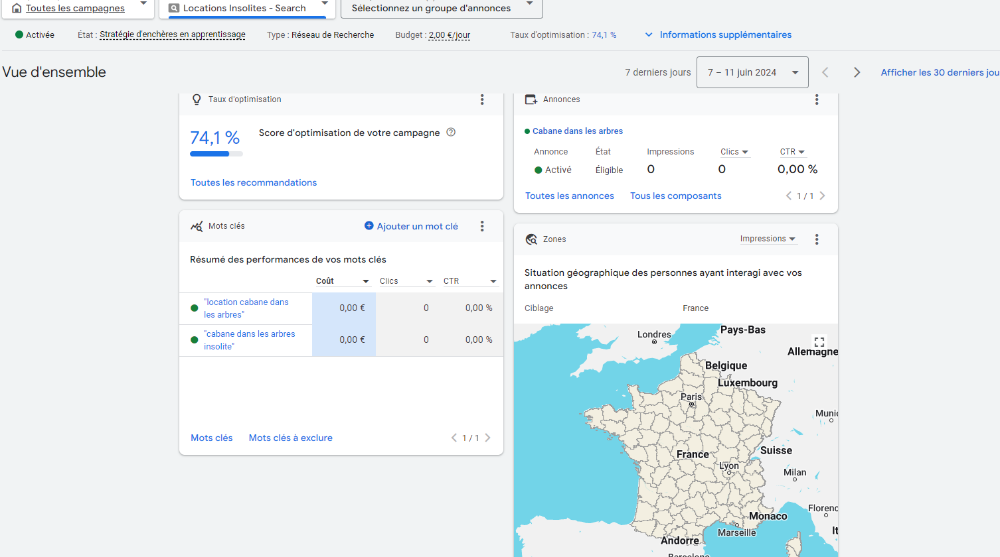 Toutes les campagnes
Locations Insolites - Search
Sélectionnez un groupe d'annonces
Activée
État : Stratégie d'enchères en apprentissage
Type : Réseau de Recherche
Budget : 2,00 €/jour
Taux d'optimisation : 74,1 %
Informations supplémentaires
Vue d'ensemble
7 derniers jours
7 – 11 juin 2024
Afficher les 30 derniers jou
Taux d'optimisation
74,1 %
Score d'optimisation de votre campagne
Toutes les recommandations
Annonces
Cabane dans les arbres
Annonce État Impressions Clics CTR
Activé Éligible 0 0 0,00 %
Toutes les annonces Tous les composants 1 / 1
Mots clés
Ajouter un mot clé
Résumé des performances de vos mots clés
Coût Clics CTR
"location cabane dans
les arbres"
0,00 € 0 0,00 %
"cabane dans les arbres
insolite"
0,00 € 0 0,00 %
Mots clés Mots clés à exclure 1 / 1
Zones
Impressions
Situation géographique des personnes ayant interagi avec vos
annonces
Ciblage France
Pays-Bas
Londres
Allemagne
Belgique
Luxembourg
Paris
Munic
Suisse
France
Lyon
Milan
Florenc
Monaco
It
Marseille
Andorre